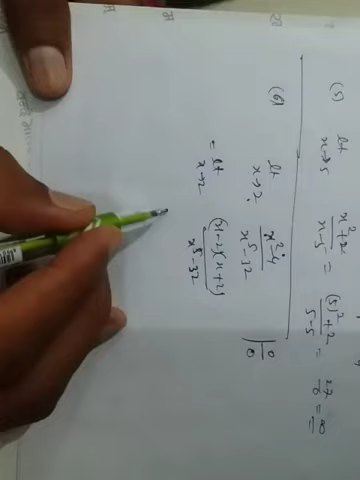 (5) lt x→5 x²+2 / x-5 = (5)²+2 / 5-5 = 27/0 = ∞
(6) lt x→2 x²-4 / x⁵-32 | 0/0
= lt x→2 (x-2)(x+2) / x⁵-32